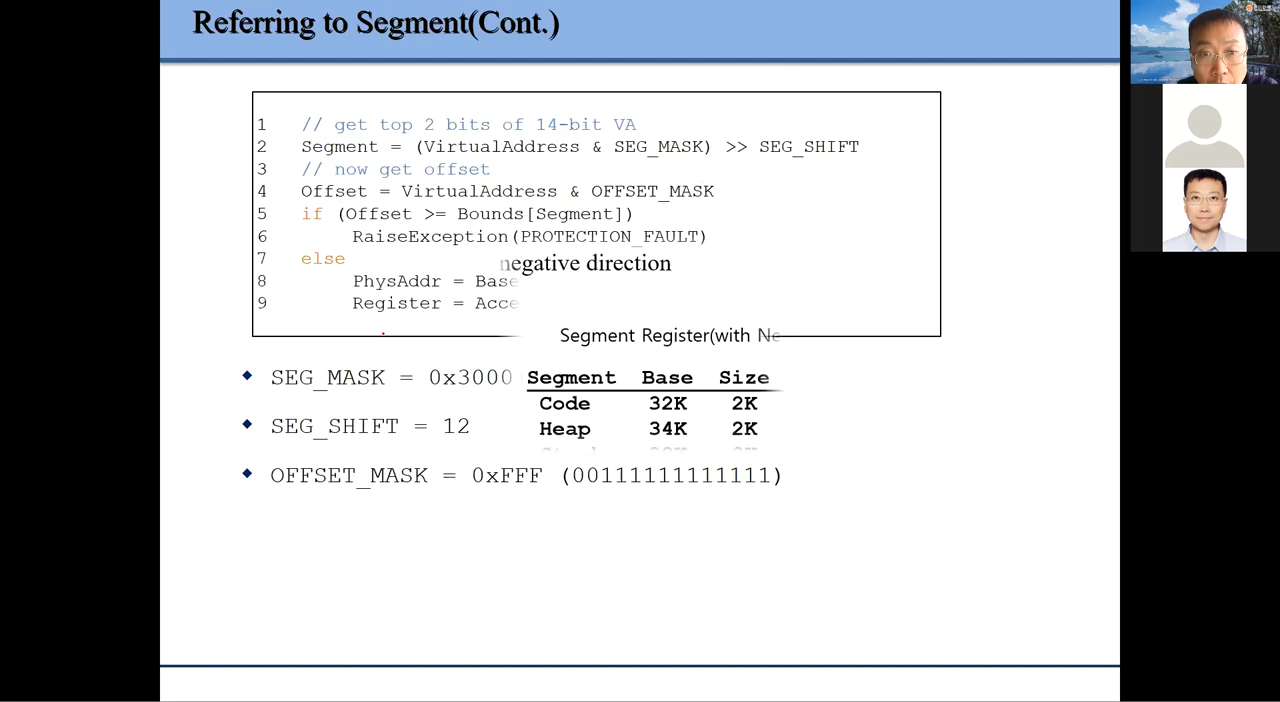 Referring to Segment(Cont.)
1 // get top 2 bits of 14-bit VA
2 Segment = (VirtualAddress & SEG_MASK) >> SEG_SHIFT
3 // now get offset
4 Offset = VirtualAddress & OFFSET_MASK
5 if (Offset >= Bounds[Segment])
6 RaiseException(PROTECTION_FAULT)
7 else
negative direction
8 PhysAddr = Base
9 Register = Acce
Segment Register(with Ne
SEG_MASK = 0x3000
Segment Base Size
Code 32K 2K
SEG_SHIFT = 12
Heap 34K 2K
OFFSET_MASK = 0xFFF (00111111111111)